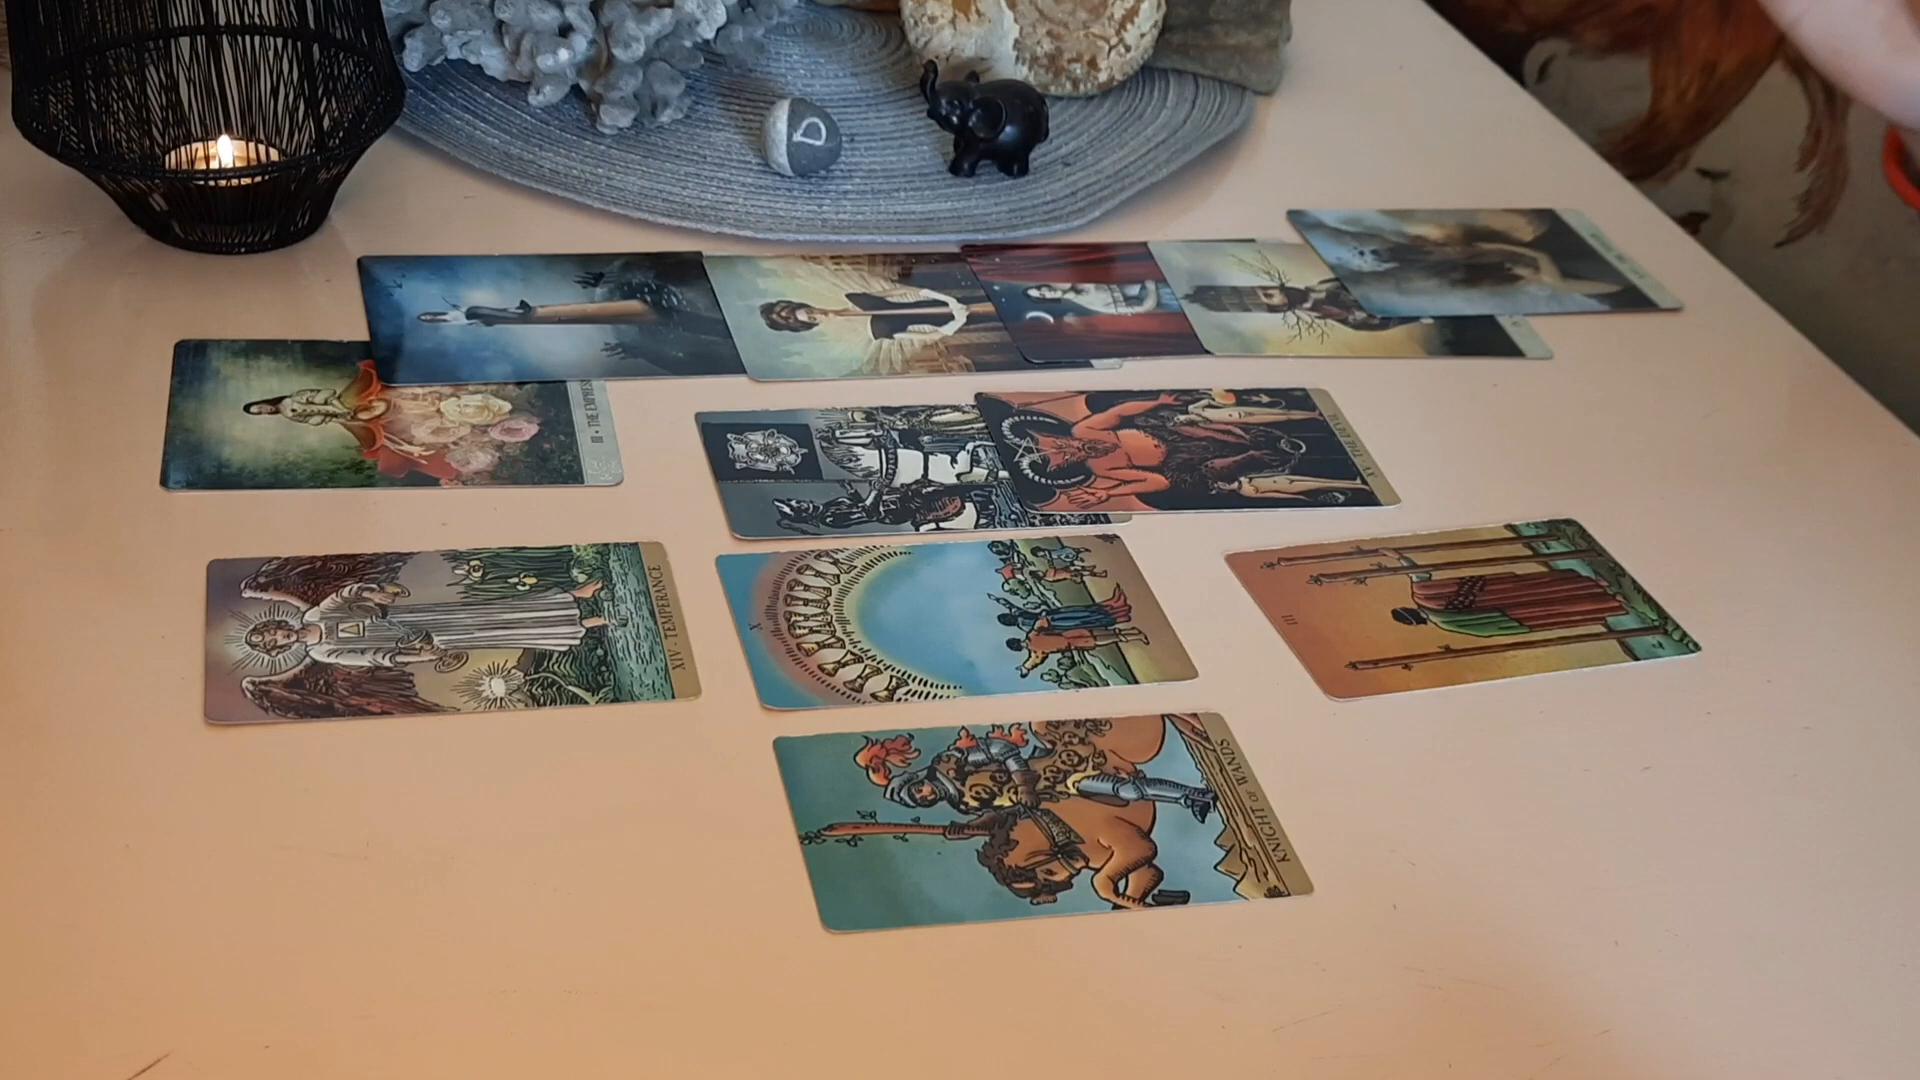 D
III • THE EMPRESS
XV • THE DEVIL
XIV • TEMPERANCE
X
III
KNIGHT OF WANDS